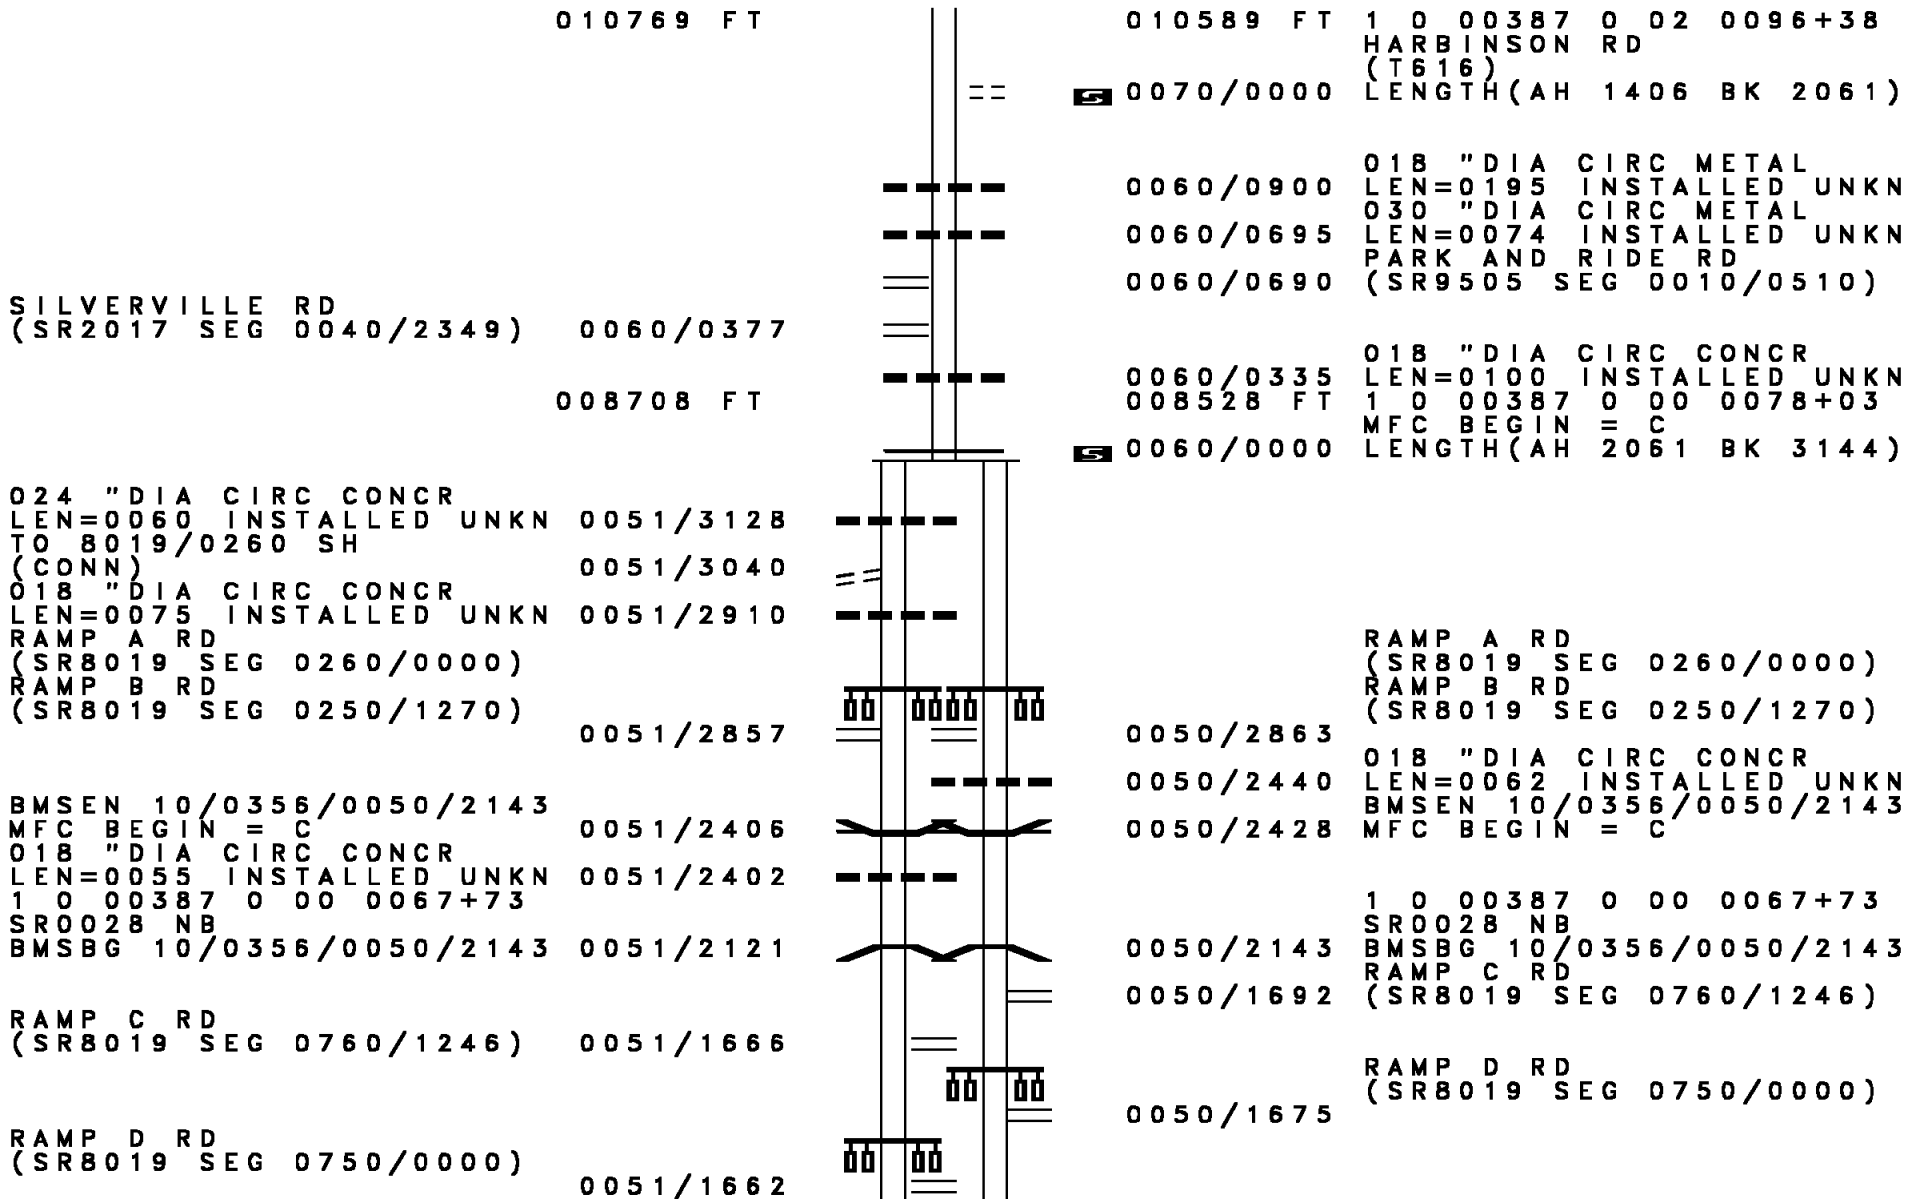 010769 FT 010589 FT 1 0 00387 0 02 0096+38
HARBINSON RD
(T616)
S 0070/0000 LENGTH(AH 1406 BK 2061)
018 "DIA CIRC METAL
0060/0900 LEN=0195 INSTALLED UNKN
030 "DIA CIRC METAL
0060/0695 LEN=0074 INSTALLED UNKN
PARK AND RIDE RD
0060/0690 (SR9505 SEG 0010/0510)
SILVERVILLE RD
(SR2017 SEG 0040/2349) 0060/0377
018 "DIA CIRC CONCR
0060/0335 LEN=0100 INSTALLED UNKN
008708 FT 008528 FT 1 0 00387 0 00 0078+03
MFC BEGIN = C
S 0060/0000 LENGTH(AH 2061 BK 3144)
024 "DIA CIRC CONCR
LEN=0060 INSTALLED UNKN 0051/3128
TO 8019/0260 SH
(CONN) 0051/3040
018 "DIA CIRC CONCR
LEN=0075 INSTALLED UNKN 0051/2910
RAMP A RD RAMP A RD
(SR8019 SEG 0260/0000) (SR8019 SEG 0260/0000)
RAMP B RD RAMP B RD
(SR8019 SEG 0250/1270) (SR8019 SEG 0250/1270)
0051/2857 0050/2863
018 "DIA CIRC CONCR
0050/2440 LEN=0062 INSTALLED UNKN
BMSEN 10/0356/0050/2143 BMSEN 10/0356/0050/2143
MFC BEGIN = C 0051/2406 0050/2428 MFC BEGIN = C
018 "DIA CIRC CONCR
LEN=0055 INSTALLED UNKN 0051/2402
1 0 00387 0 00 0067+73 1 0 00387 0 00 0067+73
SR0028 NB SR0028 NB
BMSBG 10/0356/0050/2143 0051/2121 0050/2143 BMSBG 10/0356/0050/2143
RAMP C RD
0050/1692 (SR8019 SEG 0760/1246)
RAMP C RD
(SR8019 SEG 0760/1246) 0051/1666
RAMP D RD
(SR8019 SEG 0750/0000)
0050/1675
RAMP D RD
(SR8019 SEG 0750/0000)
0051/1662